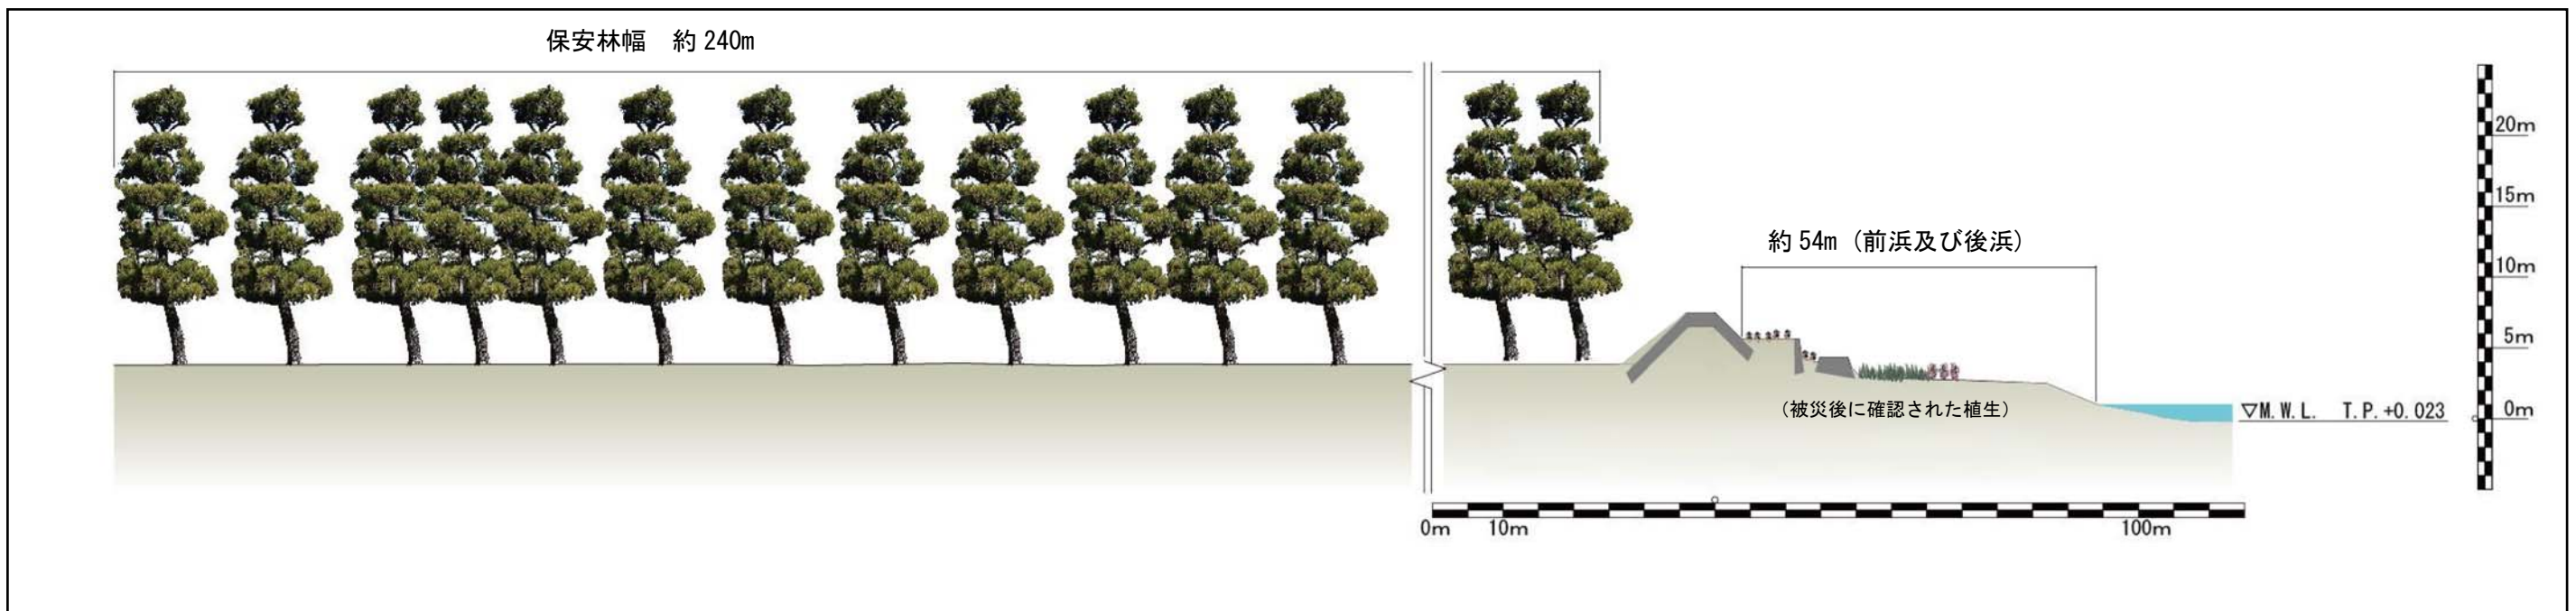 保安林幅　約 240m
20m
15m
約 54m（前浜及び後浜）
10m
5m
（被災後に確認された植生）
▽M.W.L.　T.P.+0.023
0m
0m
10m
100m